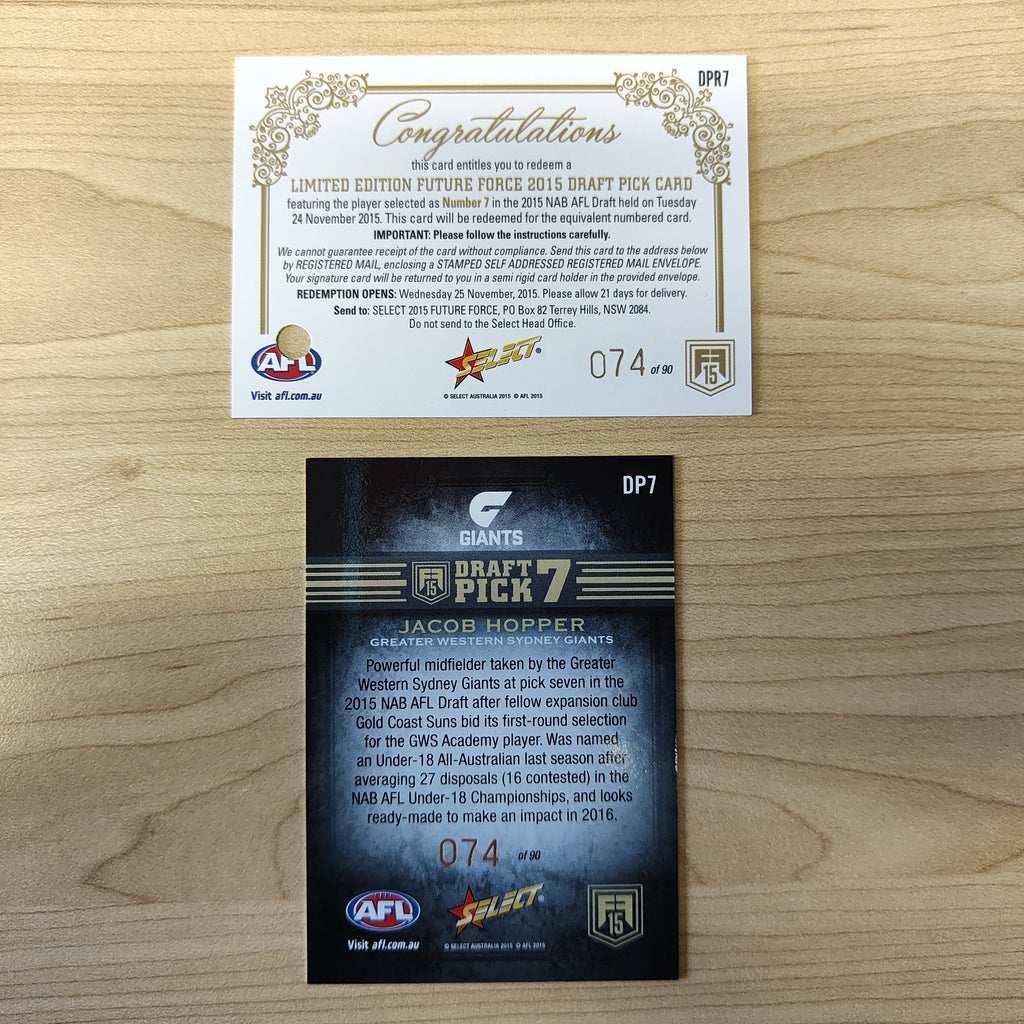 DPR7
Congratulations
this card entitles you to redeem a
LIMITED EDITION FUTURE FORCE 2015 DRAFT PICK CARD
featuring the player selected as Number 7 in the 2015 NAB AFL Draft held on Tuesday
24 November 2015. This card will be redeemed for the equivalent numbered card.
IMPORTANT: Please follow the instructions carefully.
We cannot guarantee receipt of the card without compliance. Send this card to the address below
by REGISTERED MAIL, enclosing a STAMPED SELF ADDRESSED REGISTERED MAIL ENVELOPE.
Your signature card will be returned to you in a semi rigid card holder in the provided envelope.
REDEMPTION OPENS: Wednesday 25 November, 2015. Please allow 21 days for delivery.
Send to: SELECT 2015 FUTURE FORCE, PO Box 82 Terrey Hills, NSW 2084.
Do not send to the Select Head Office.
AFL
Visit afl.com.au
SELECT®
© SELECT AUSTRALIA 2015 © AFL 2015
074 of 90
FF
15
DP7
GIANTS
FF
15
DRAFT
PICK 7
JACOB HOPPER
GREATER WESTERN SYDNEY GIANTS
Powerful midfielder taken by the Greater
Western Sydney Giants at pick seven in the
2015 NAB AFL Draft after fellow expansion club
Gold Coast Suns bid its first-round selection
for the GWS Academy player. Was named
an Under-18 All-Australian last season after
averaging 27 disposals (16 contested) in the
NAB AFL Under-18 Championships, and looks
ready-made to make an impact in 2016.
074 of 90
AFL
Visit afl.com.au
SELECT®
© SELECT AUSTRALIA 2015 © AFL 2015
FF
15